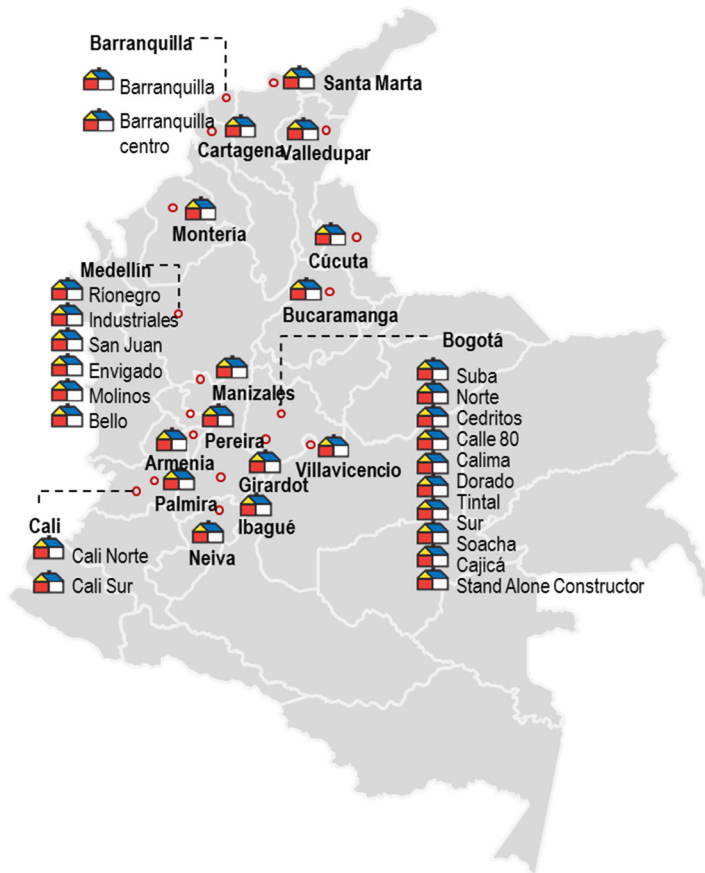 Barranquilla
Barranquilla
Barranquilla
centro
Santa Marta
Cartagena
Valledupar
Montería
Cúcuta
Bucaramanga
Medellín
Ríonegro
Industriales
San Juan
Envigado
Molinos
Bello
Manizales
Pereira
Armenia
Villavicencio
Girardot
Palmira
Ibagué
Neiva
Cali
Cali Norte
Cali Sur
Bogotá
Suba
Norte
Cedritos
Calle 80
Calima
Dorado
Tintal
Sur
Soacha
Cajicá
Stand Alone Constructor